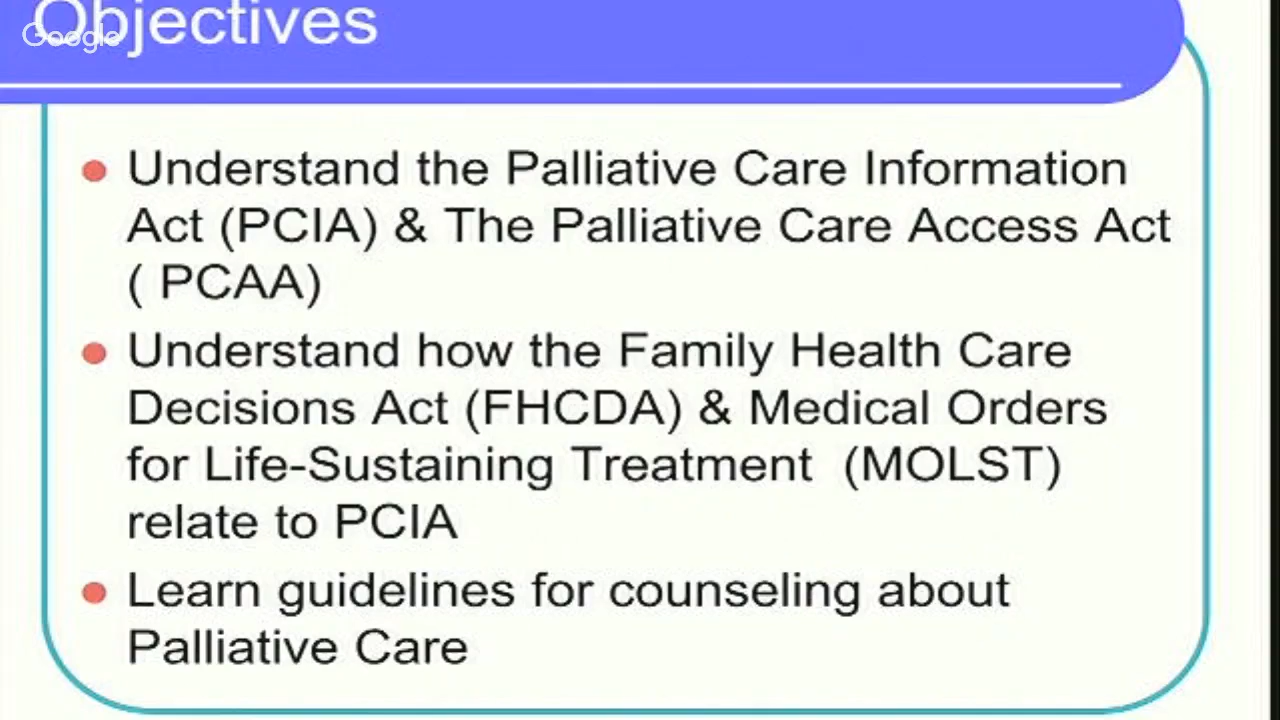 Objectives
Google
Understand the Palliative Care Information
Act (PCIA) & The Palliative Care Access Act
( PCAA)
Understand how the Family Health Care
Decisions Act (FHCDA) & Medical Orders
for Life-Sustaining Treatment (MOLST)
relate to PCIA
Learn guidelines for counseling about
Palliative Care